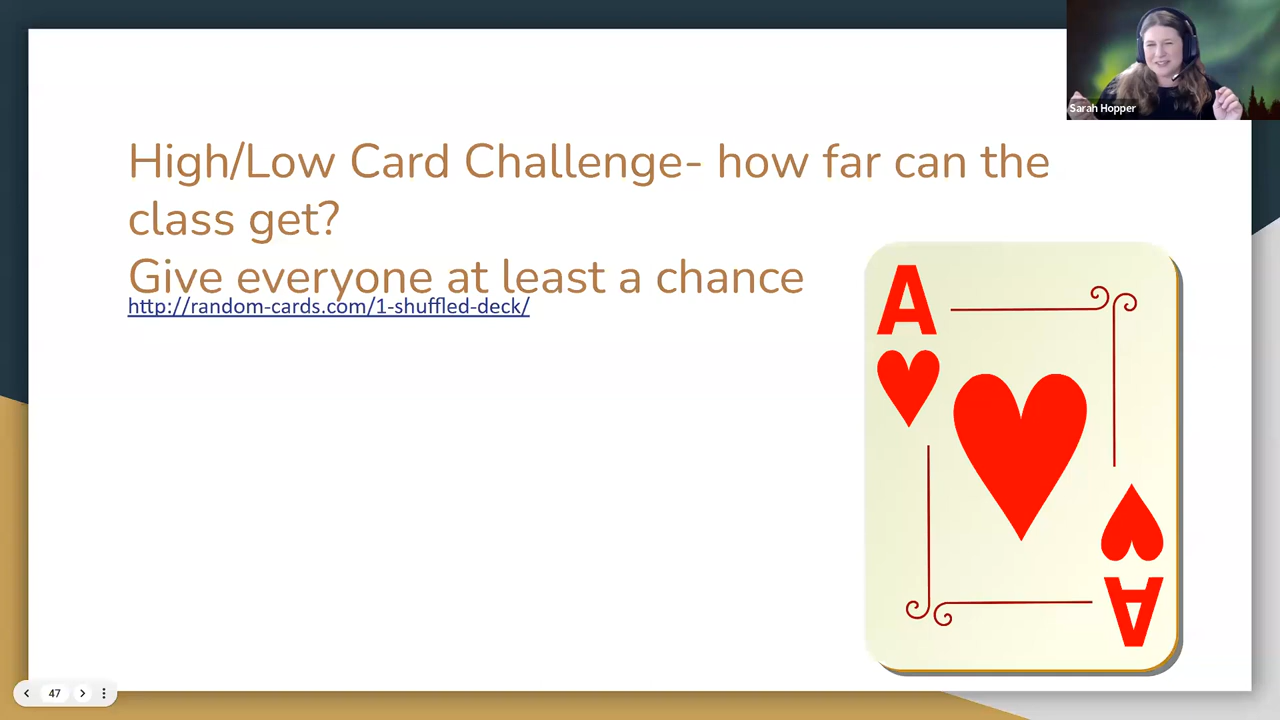 Sarah Hopper
High/Low Card Challenge- how far can the
class get?
Give everyone at least a chance
http://random-cards.com/1-shuffled-deck/
A
A
47